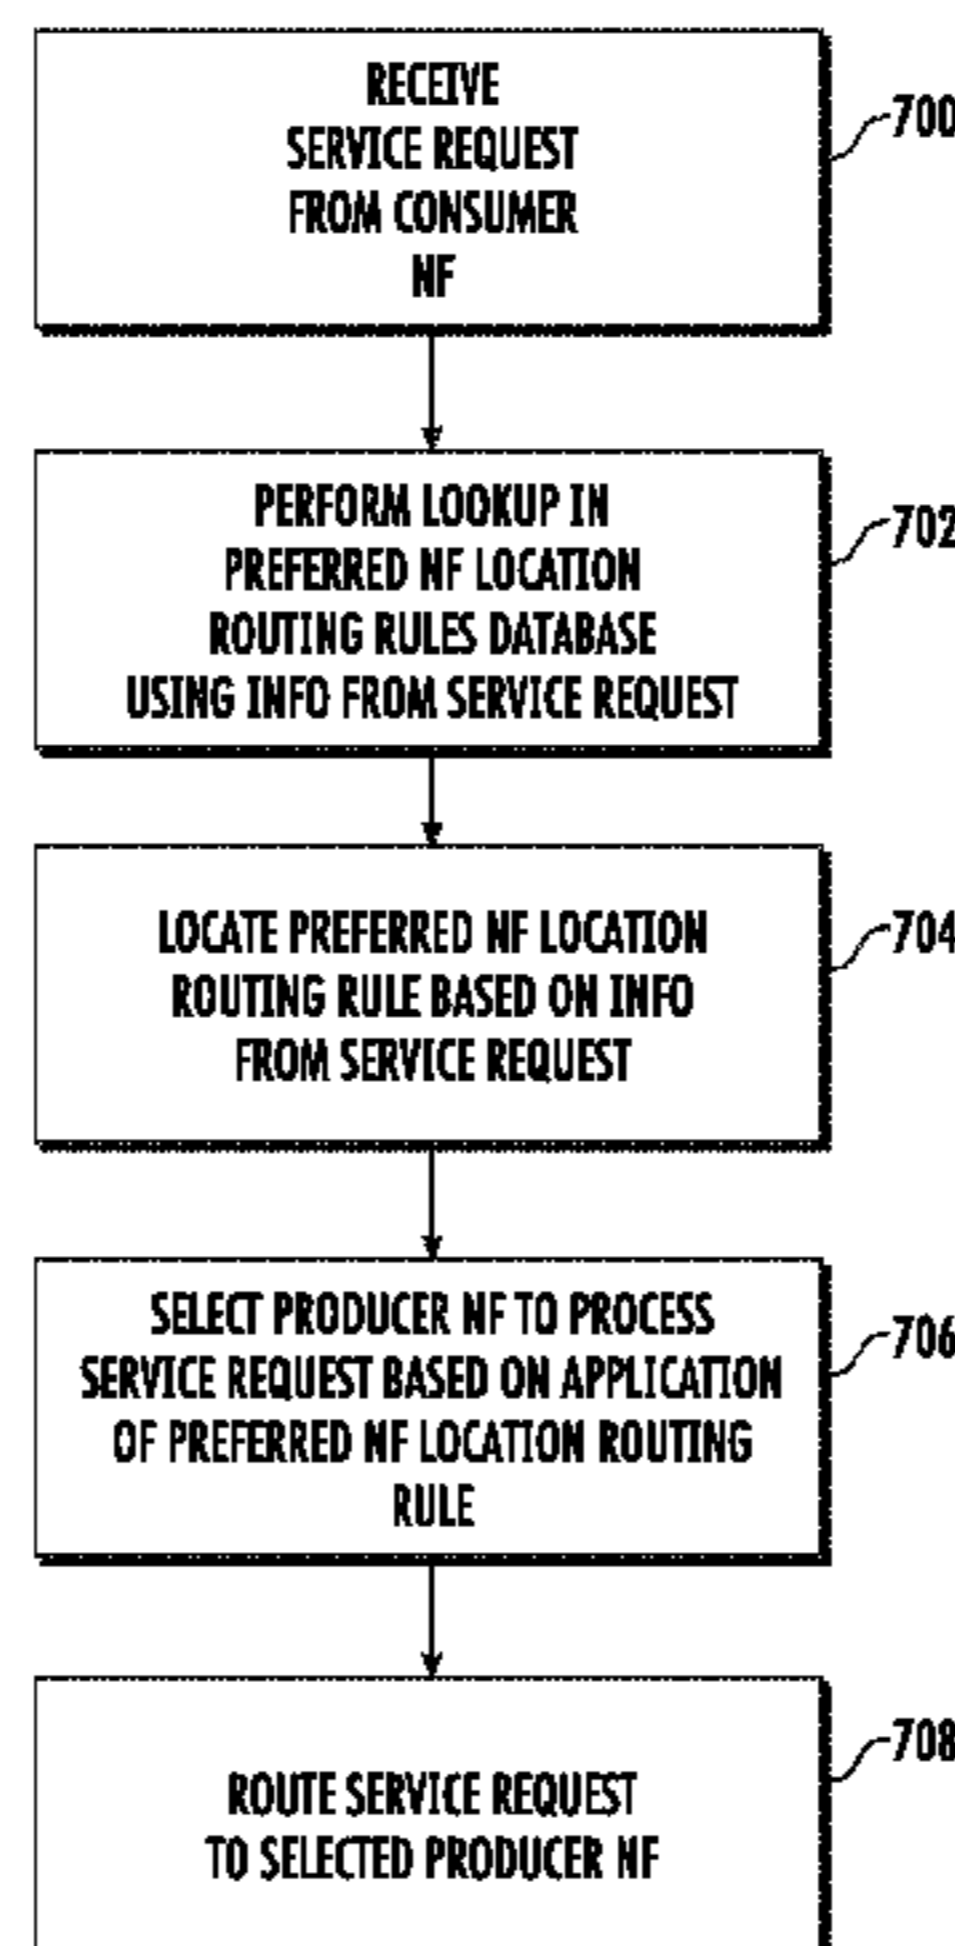 RECEIVE
SERVICE REQUEST
FROM CONSUMER
NF
700
PERFORM LOOKUP IN
PREFERRED NF LOCATION
ROUTING RULES DATABASE
USING INFO FROM SERVICE REQUEST
702
LOCATE PREFERRED NF LOCATION
ROUTING RULE BASED ON INFO
FROM SERVICE REQUEST
704
SELECT PRODUCER NF TO PROCESS
SERVICE REQUEST BASED ON APPLICATION
OF PREFERRED NF LOCATION ROUTING
RULE
706
ROUTE SERVICE REQUEST
TO SELECTED PRODUCER NF
708